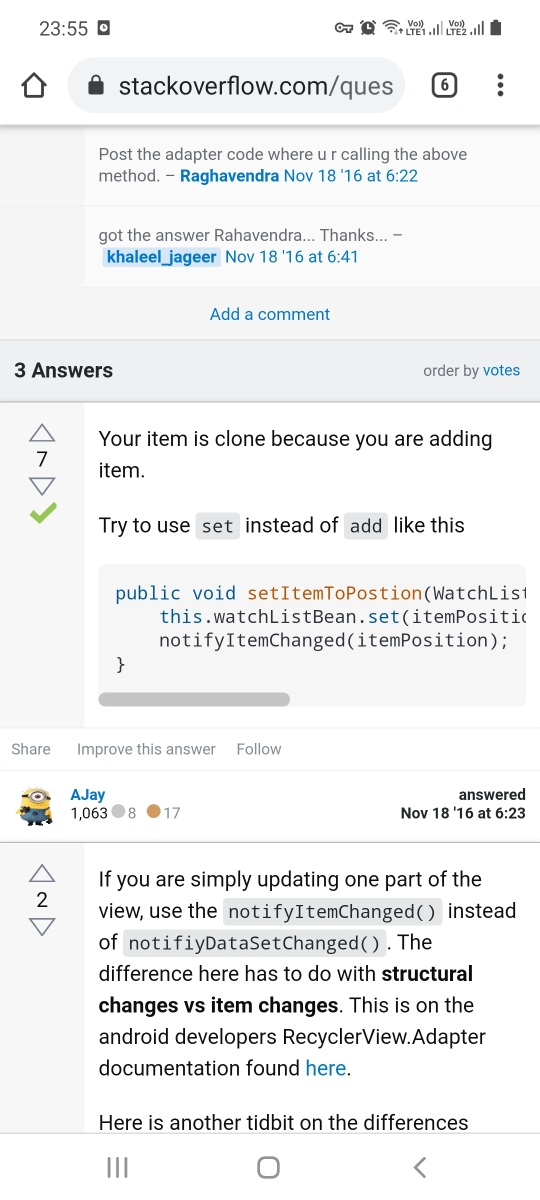 23:55
Vo)) LTE1 Vo)) LTE2
stackoverflow.com/ques
6
Post the adapter code where u r calling the above
method. – Raghavendra Nov 18 '16 at 6:22
got the answer Rahavendra... Thanks... –
khaleel_jageer Nov 18 '16 at 6:41
Add a comment
3 Answers
order by votes
7
Your item is clone because you are adding
item.
Try to use set instead of add like this
public void setItemToPostion(WatchList
this.watchListBean.set(itemPositio
notifyItemChanged(itemPosition);
}
Share Improve this answer Follow
AJay
1,063 8 17
answered
Nov 18 '16 at 6:23
2
If you are simply updating one part of the
view, use the notifyItemChanged() instead
of notifiyDataSetChanged() . The
difference here has to do with structural
changes vs item changes. This is on the
android developers RecyclerView.Adapter
documentation found here.
Here is another tidbit on the differences